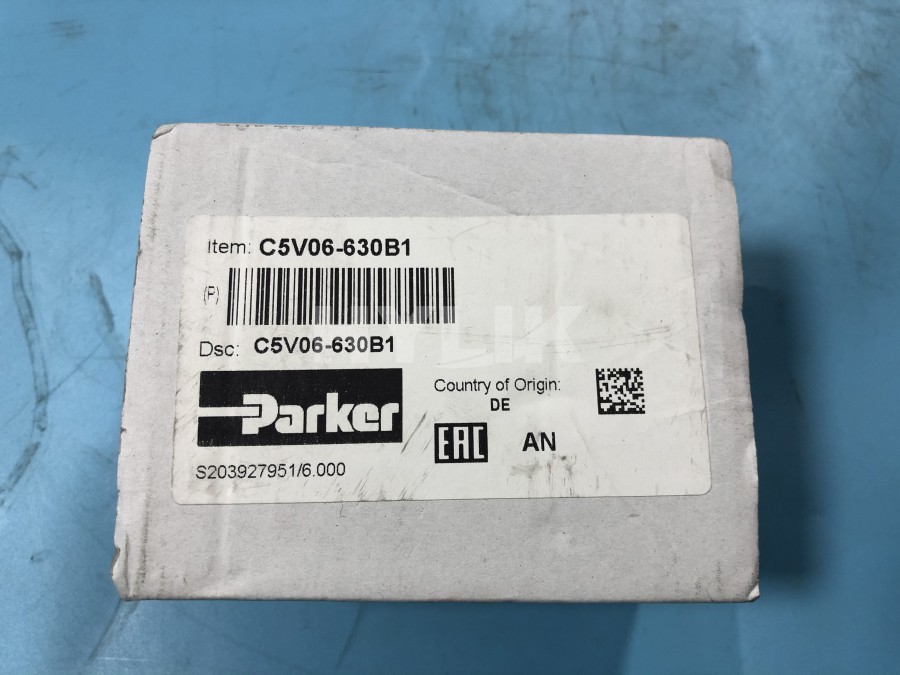 Item: C5V06-630B1
(P)
Dsc: C5V06-630B1
Parker
Country of Origin:
DE
EAC AN
S203927951/6.000